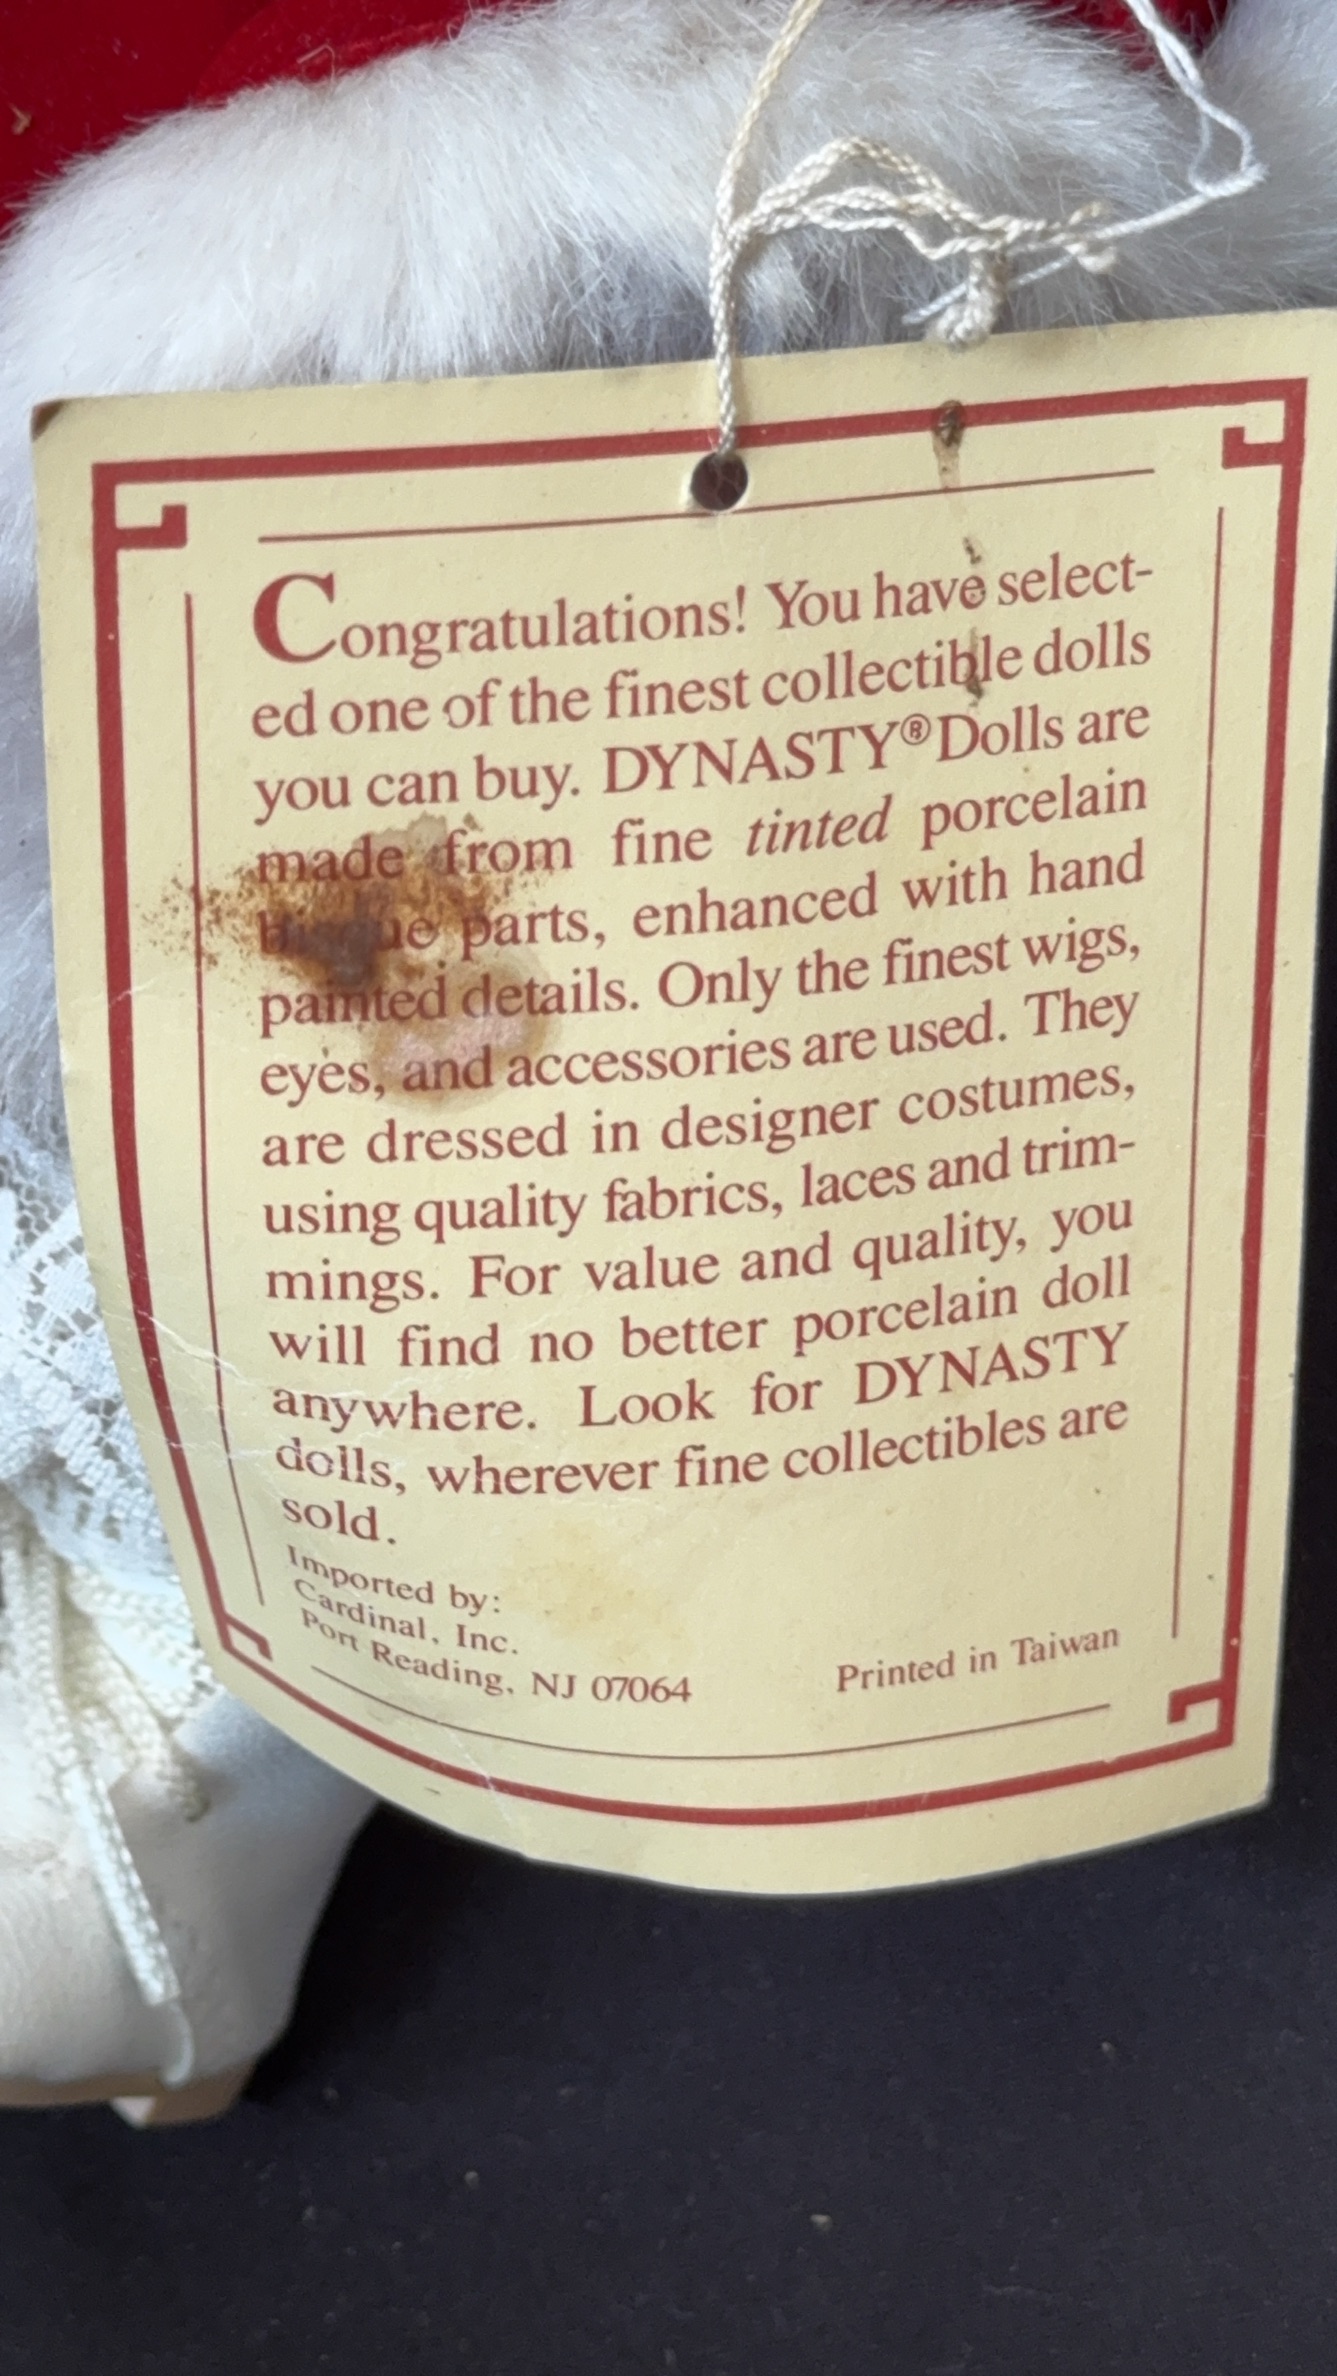 Congratulations! You have select-
ed one of the finest collectible dolls
you can buy. DYNASTY® Dolls are
made from fine tinted porcelain
bisque parts, enhanced with hand
painted details. Only the finest wigs,
eyes, and accessories are used. They
are dressed in designer costumes,
using quality fabrics, laces and trim-
mings. For value and quality, you
will find no better porcelain doll
anywhere. Look for DYNASTY
dolls, wherever fine collectibles are
sold.
Imported by:
Cardinal, Inc.
Port Reading, NJ 07064
Printed in Taiwan